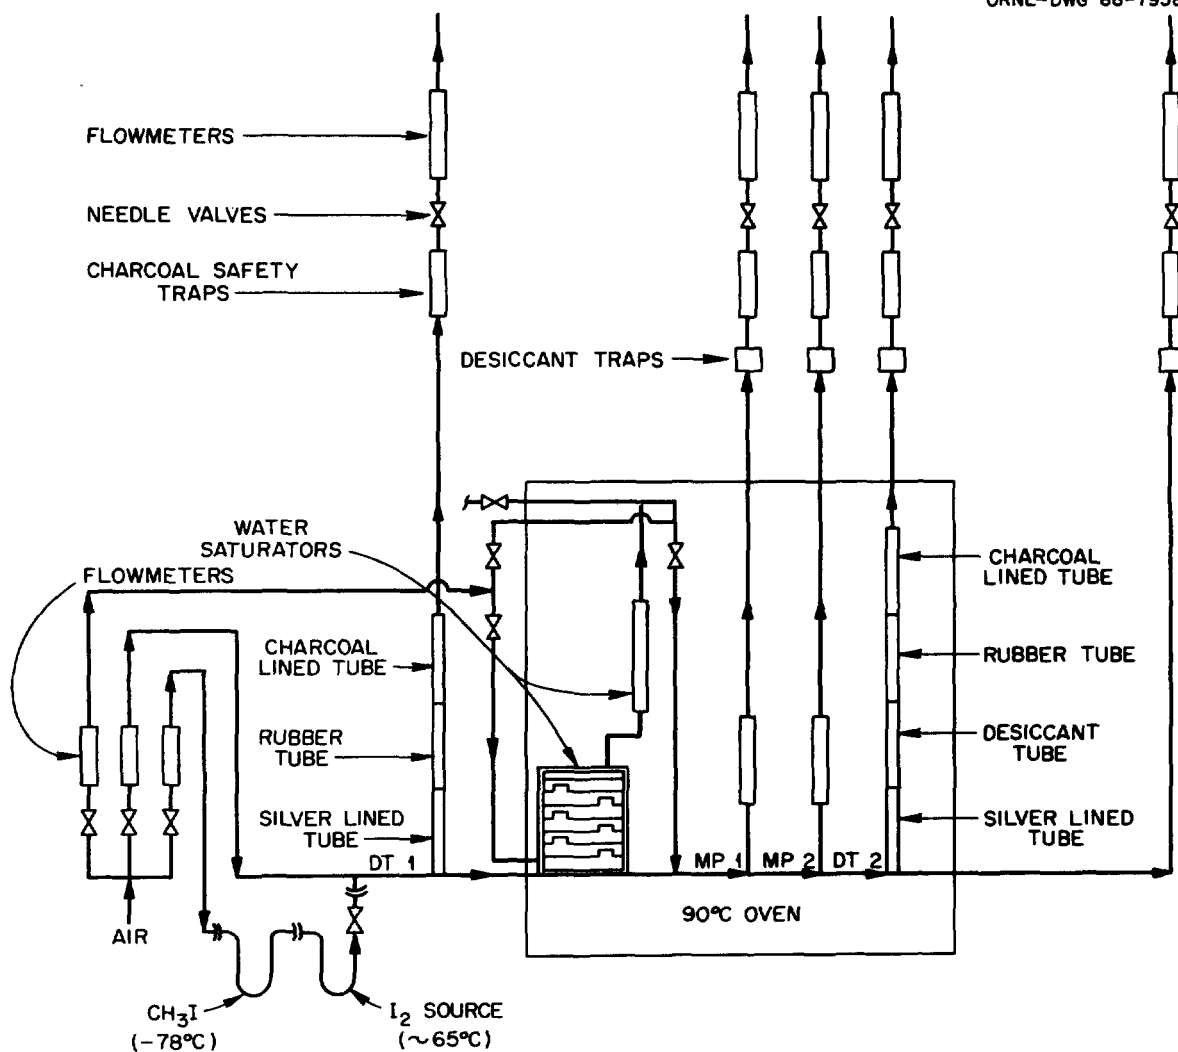 FLOWMETERS
NEEDLE VALVES
CHARCOAL SAFETY
TRAPS
DESICCANT TRAPS
WATER
SATURATORS
FLOWMETERS
CHARCOAL
LINED TUBE
CHARCOAL
LINED TUBE
RUBBER TUBE
RUBBER
TUBE
DESICCANT
TUBE
SILVER LINED
TUBE
SILVER LINED
TUBE
DT 1
MP 1
MP 2
DT 2
90°C OVEN
AIR
CH₃I
(-78°C)
I₂ SOURCE
(~65°C)